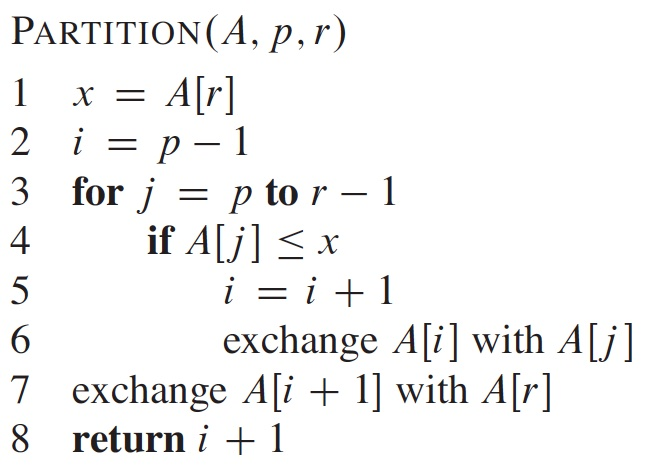 PARTITION(A, p, r)
1 x = A[r]
2 i = p − 1
3 for j = p to r − 1
4 if A[j] ≤ x
5 i = i + 1
6 exchange A[i] with A[j]
7 exchange A[i + 1] with A[r]
8 return i + 1